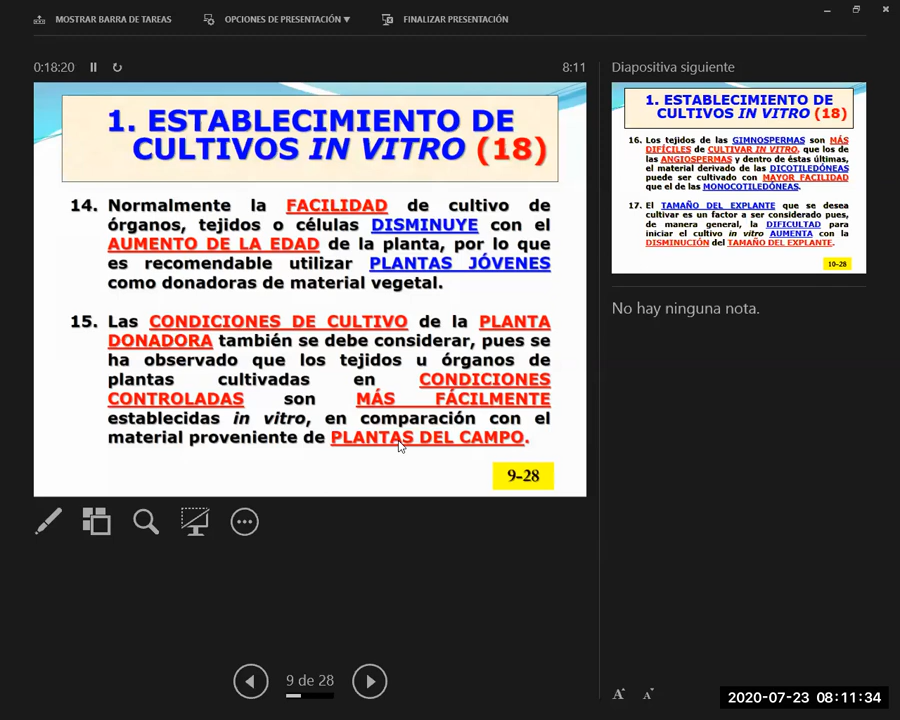 MOSTRAR BARRA DE TAREAS
OPCIONES DE PRESENTACIÓN ▼
FINALIZAR PRESENTACIÓN
0:18:20
8:11
1. ESTABLECIMIENTO DE
CULTIVOS IN VITRO (18)
14. Normalmente la FACILIDAD de cultivo de
órganos, tejidos o células DISMINUYE con el
AUMENTO DE LA EDAD de la planta, por lo que
es recomendable utilizar PLANTAS JÓVENES
como donadoras de material vegetal.
15. Las CONDICIONES DE CULTIVO de la PLANTA
DONADORA también se debe considerar, pues se
ha observado que los tejidos u órganos de
plantas cultivadas en CONDICIONES
CONTROLADAS son MÁS FÁCILMENTE
establecidas in vitro, en comparación con el
material proveniente de PLANTAS DEL CAMPO.
9-28
Diapositiva siguiente
1. ESTABLECIMIENTO DE
CULTIVOS IN VITRO (18)
16. Los tejidos de las GIMNOSPERMAS son MÁS
DIFÍCILES de CULTIVAR IN VITRO, que los de
las ANGIOSPERMAS y dentro de éstas últimas,
el material derivado de las DICOTILEDÓNEAS
puede ser cultivado con MAYOR FACILIDAD
que el de las MONOCOTILEDÓNEAS.
17. El TAMAÑO DEL EXPLANTE que se desea
cultivar es un factor a ser considerado pues,
de manera general, la DIFICULTAD para
iniciar el cultivo in vitro AUMENTA con la
DISMINUCIÓN del TAMAÑO DEL EXPLANTE.
10-28
No hay ninguna nota.
9 de 28
A A
2020-07-23 08:11:34